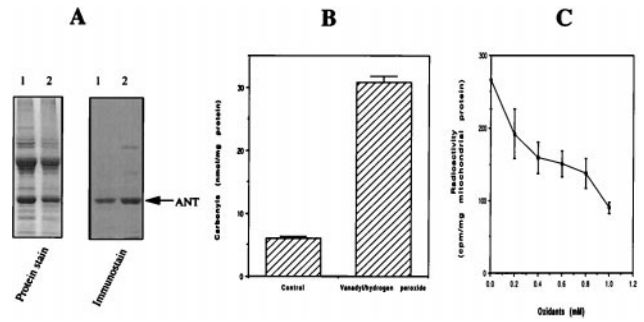 A
B
C
1 2
1 2
ANT
Protein stain
Immunostain
Carbonyls (nmol/mg protein)
30
20
10
0
Control
Vanadyl/hydrogen peroxide
Radioactivity
(cpm/mg mitochondrial protein)
300
200
100
0
0.0 0.2 0.4 0.6 0.8 1.0 1.2
Oxidants (mM)